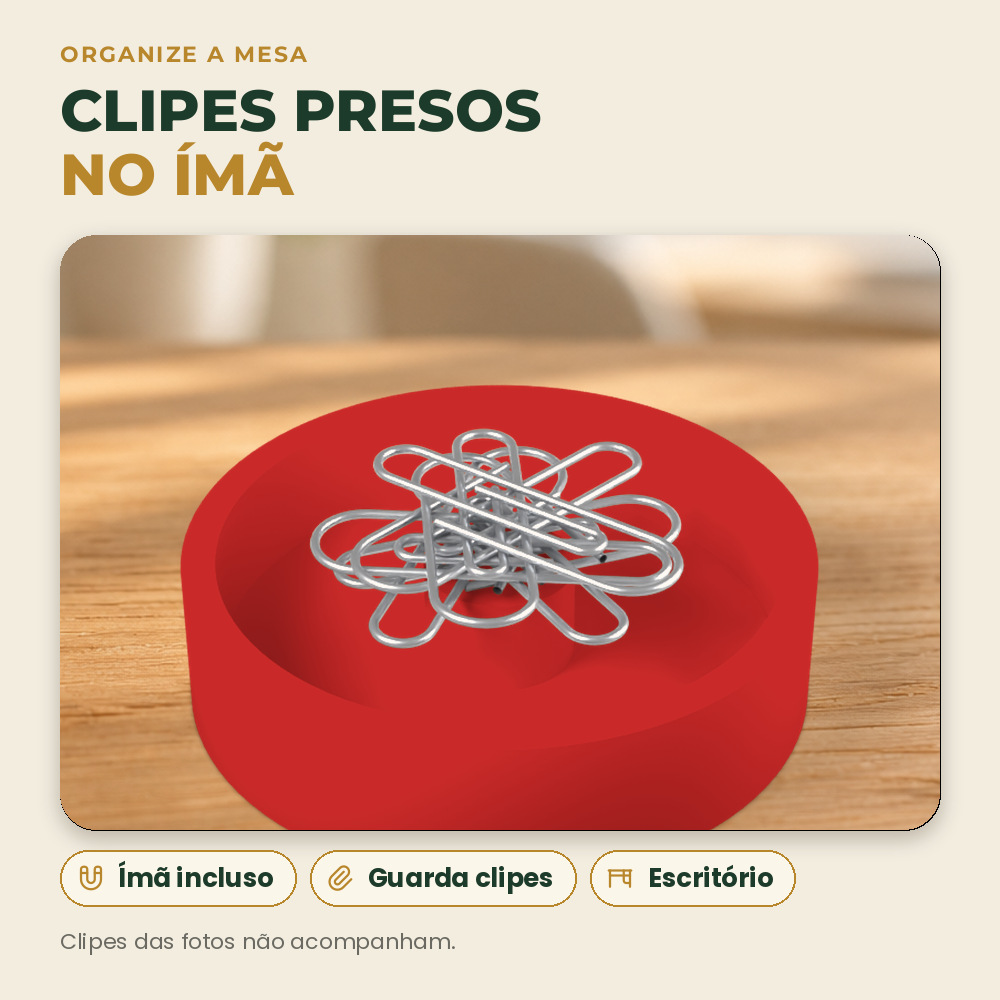 ORGANIZE A MESA
CLIPES PRESOS
NO ÍMÃ
Ímã incluso
Guarda clipes
Escritório
Clipes das fotos não acompanham.